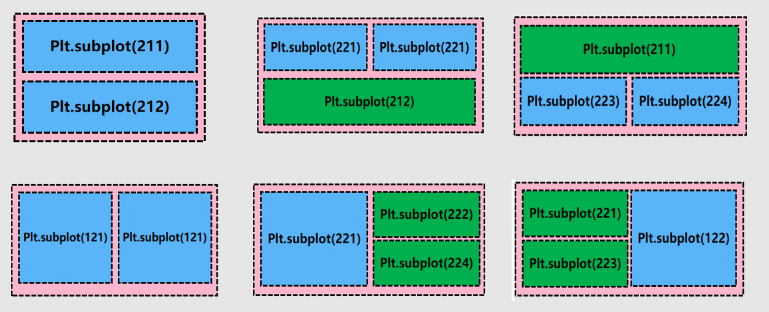 Plt.subplot(211)
Plt.subplot(212)
Plt.subplot(221) Plt.subplot(221)
Plt.subplot(212)
Plt.subplot(211)
Plt.subplot(223) Plt.subplot(224)
Plt.subplot(121) Plt.subplot(121)
Plt.subplot(221)
Plt.subplot(222)
Plt.subplot(224)
Plt.subplot(221)
Plt.subplot(223)
Plt.subplot(122)